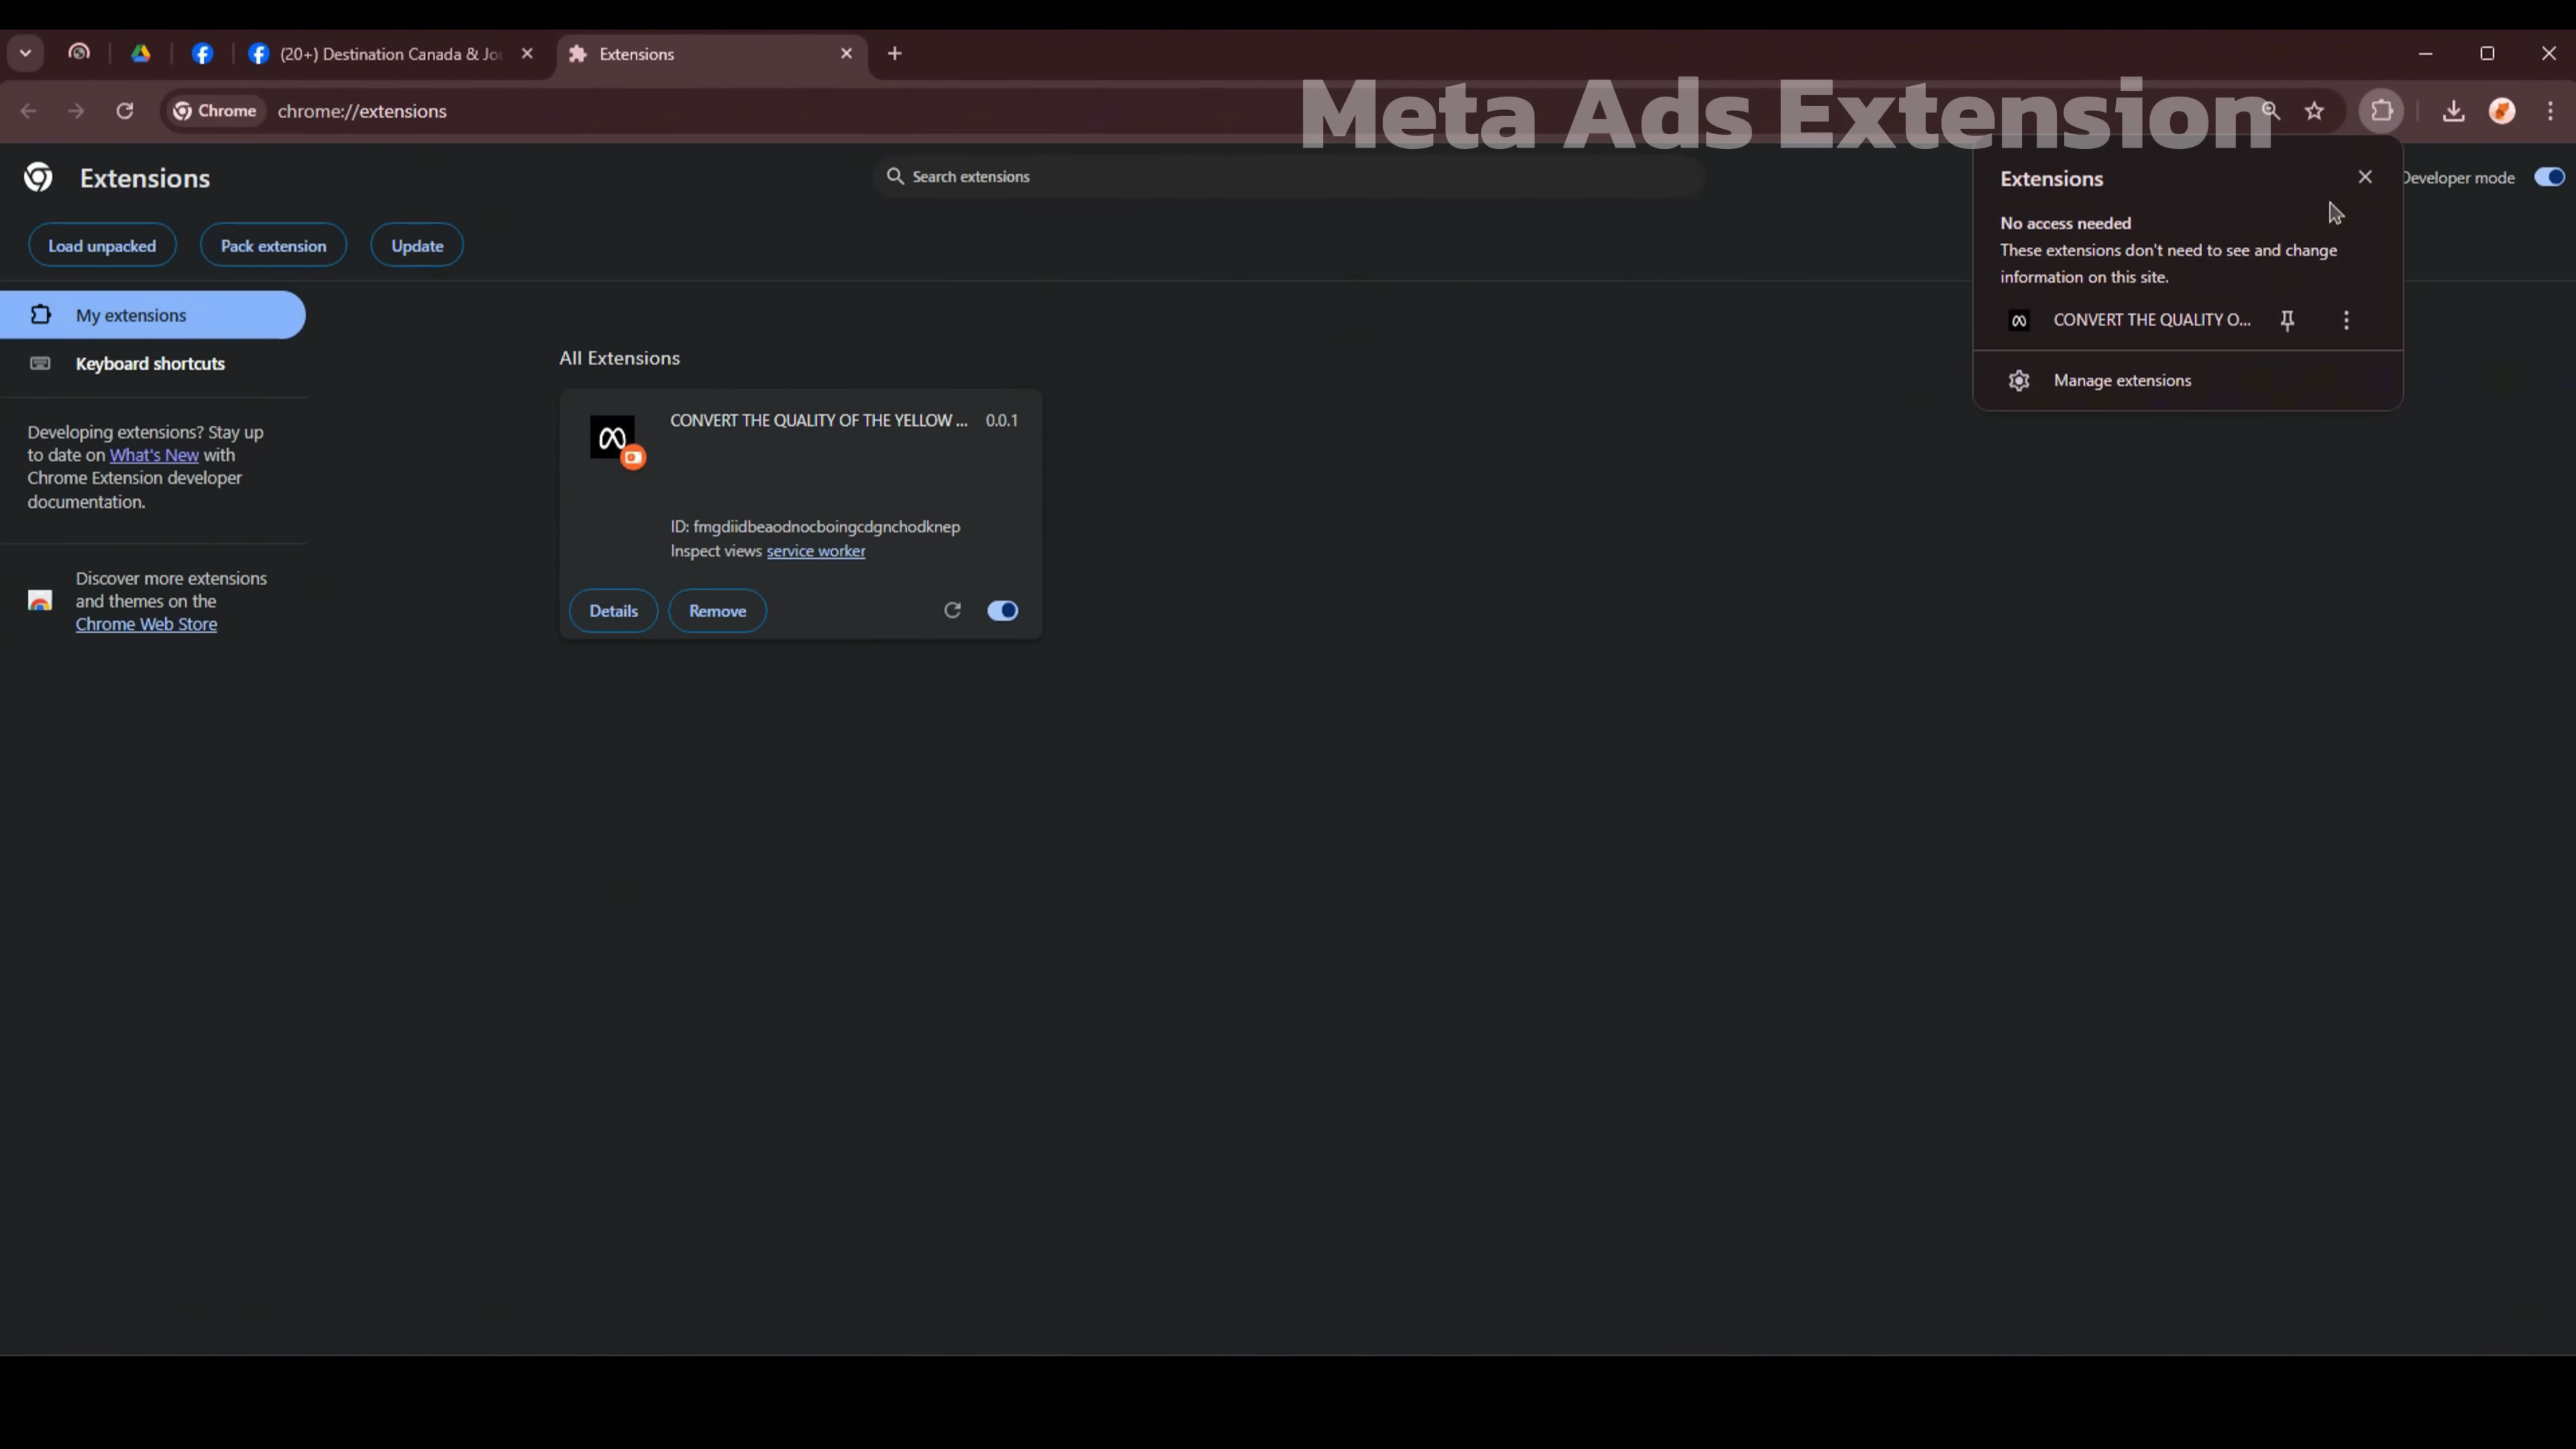 (20+) Destination Canada & Jo
Extensions
Chrome
chrome://extensions
Meta Ads Extension
Extensions
Search extensions
Developer mode
Load unpacked
Pack extension
Update
Extensions
No access needed
These extensions don't need to see and change
information on this site.
CONVERT THE QUALITY O...
Manage extensions
My extensions
Keyboard shortcuts
Developing extensions? Stay up
to date on What's New with
Chrome Extension developer
documentation.
Discover more extensions
and themes on the
Chrome Web Store
All Extensions
CONVERT THE QUALITY OF THE YELLOW ... 0.0.1
ID: fmgdiidbeaodnocboingcdgnchodknep
Inspect views service worker
Details
Remove